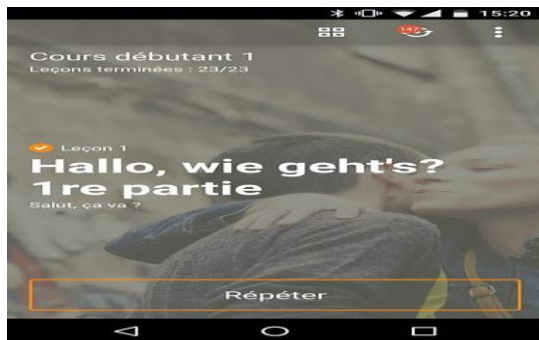 15:20
147
Cours débutant 1
Leçons terminées : 23/23
Leçon 1
Hallo, wie geht's?
1re partie
Salut, ça va ?
Répéter